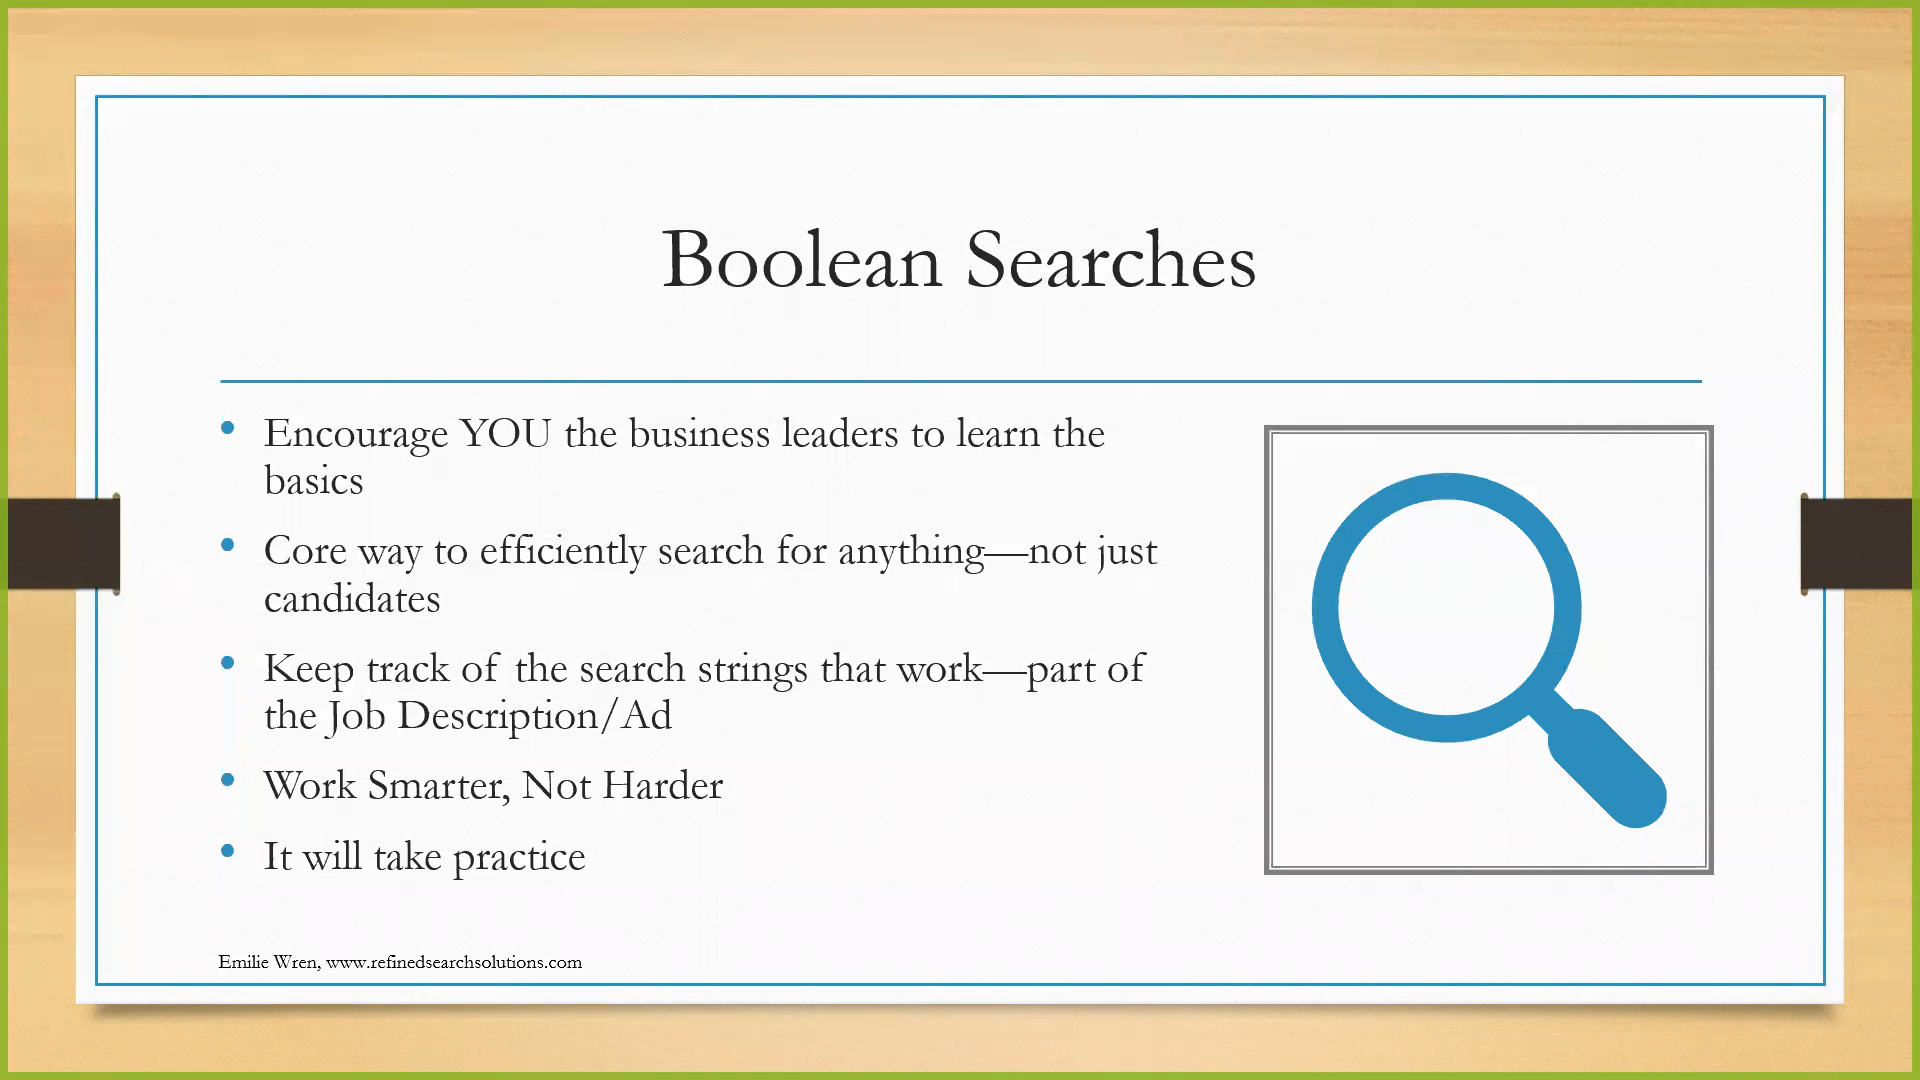 Boolean Searches
Encourage YOU the business leaders to learn the
basics
Core way to efficiently search for anything—not just
candidates
Keep track of the search strings that work—part of
the Job Description/Ad
Work Smarter, Not Harder
It will take practice
Emilie Wren, www.refinedsearchsolutions.com